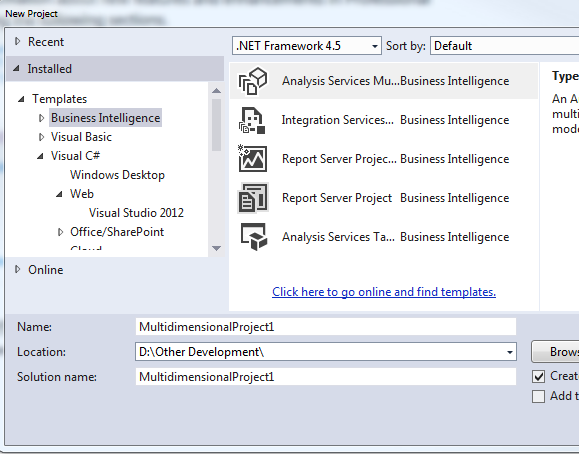 New Project
Recent
.NET Framework 4.5 Sort by: Default
Installed
Templates
Business Intelligence
Visual Basic
Visual C#
Windows Desktop
Web
Visual Studio 2012
Office/SharePoint
Cloud
Online
Analysis Services Mu...Business Intelligence
Integration Services... Business Intelligence
Report Server Projec... Business Intelligence
Report Server Project Business Intelligence
Analysis Services Ta... Business Intelligence
Click here to go online and find templates.
Type
An A
multi
mode
Name: MultidimensionalProject1
Location: D:\Other Development\
Brows
Solution name: MultidimensionalProject1
Create
Add t